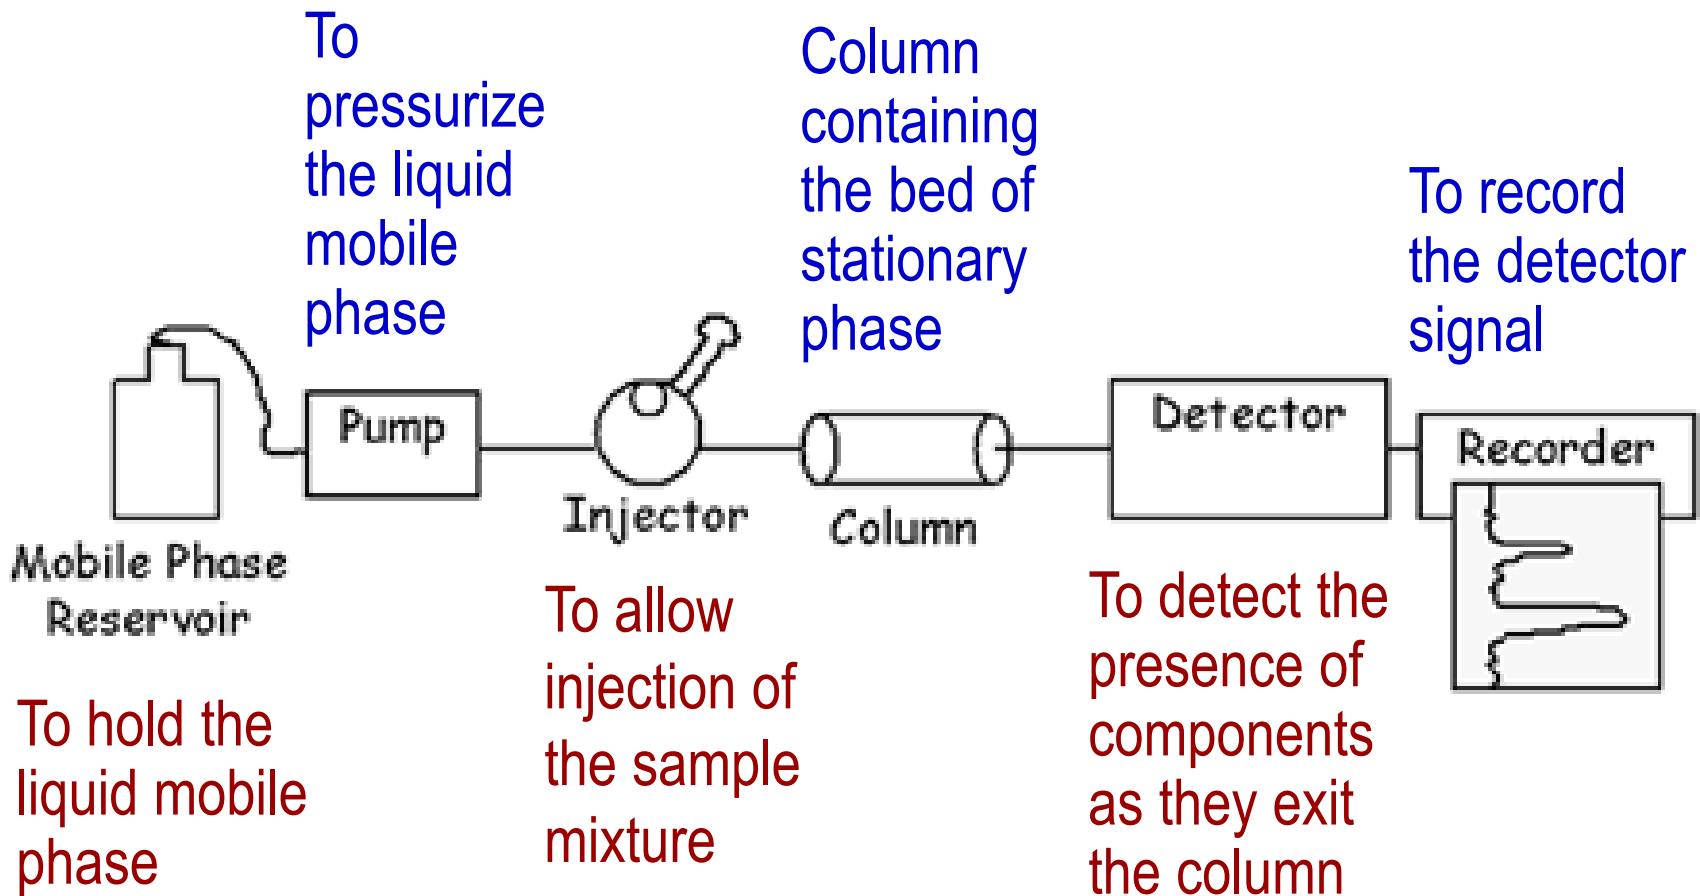 To
pressurize
the liquid
mobile
phase
Column
containing
the bed of
stationary
phase
To record
the detector
signal
Pump
Injector
Column
Detector
Recorder
Mobile Phase
Reservoir
To hold the
liquid mobile
phase
To allow
injection of
the sample
mixture
To detect the
presence of
components
as they exit
the column